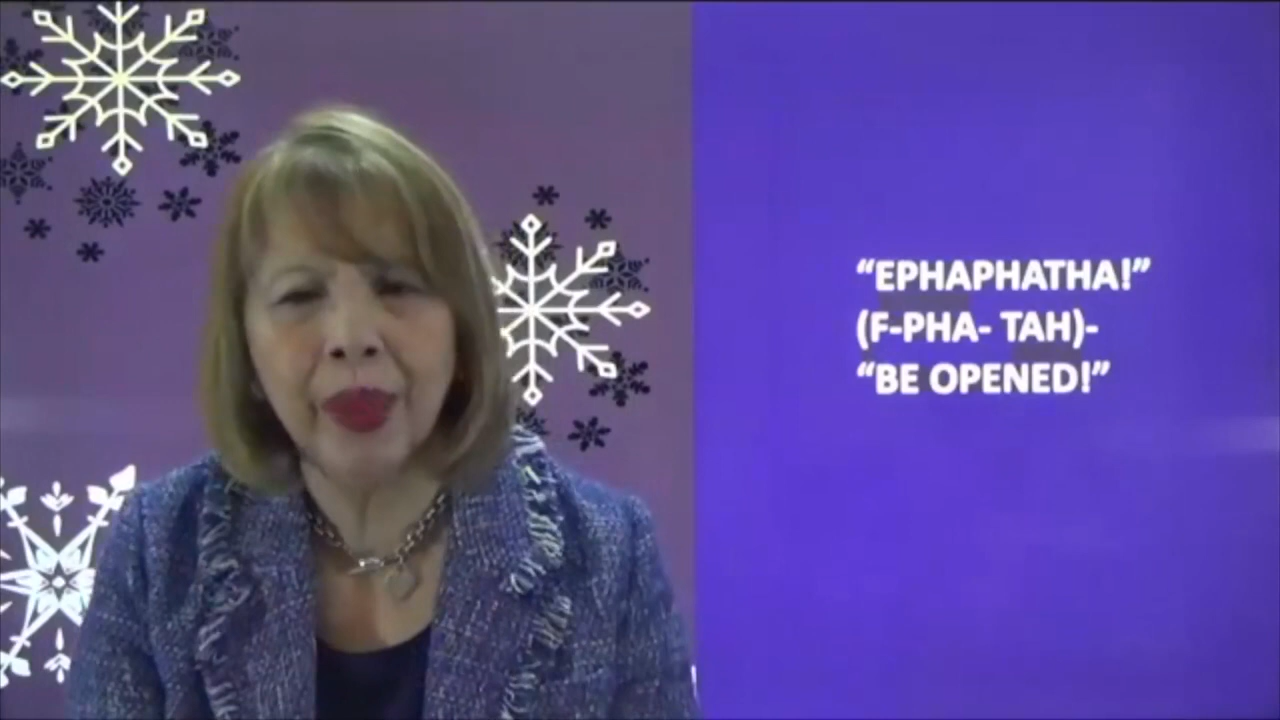 “EPHAPHATHA!”
(F-PHA- TAH)-
“BE OPENED!”